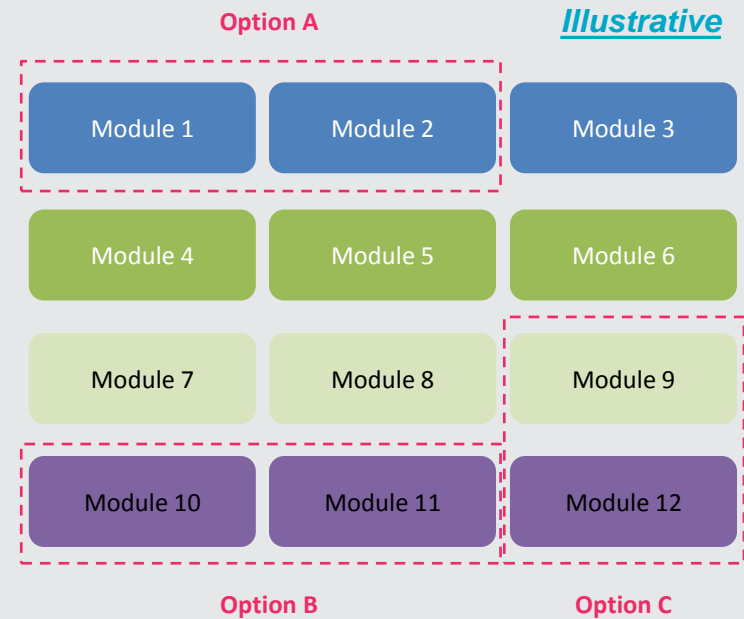 Option A
Illustrative
Module 1
Module 2
Module 3
Module 4
Module 5
Module 6
Module 7
Module 8
Module 9
Module 10
Module 11
Module 12
Option B
Option C